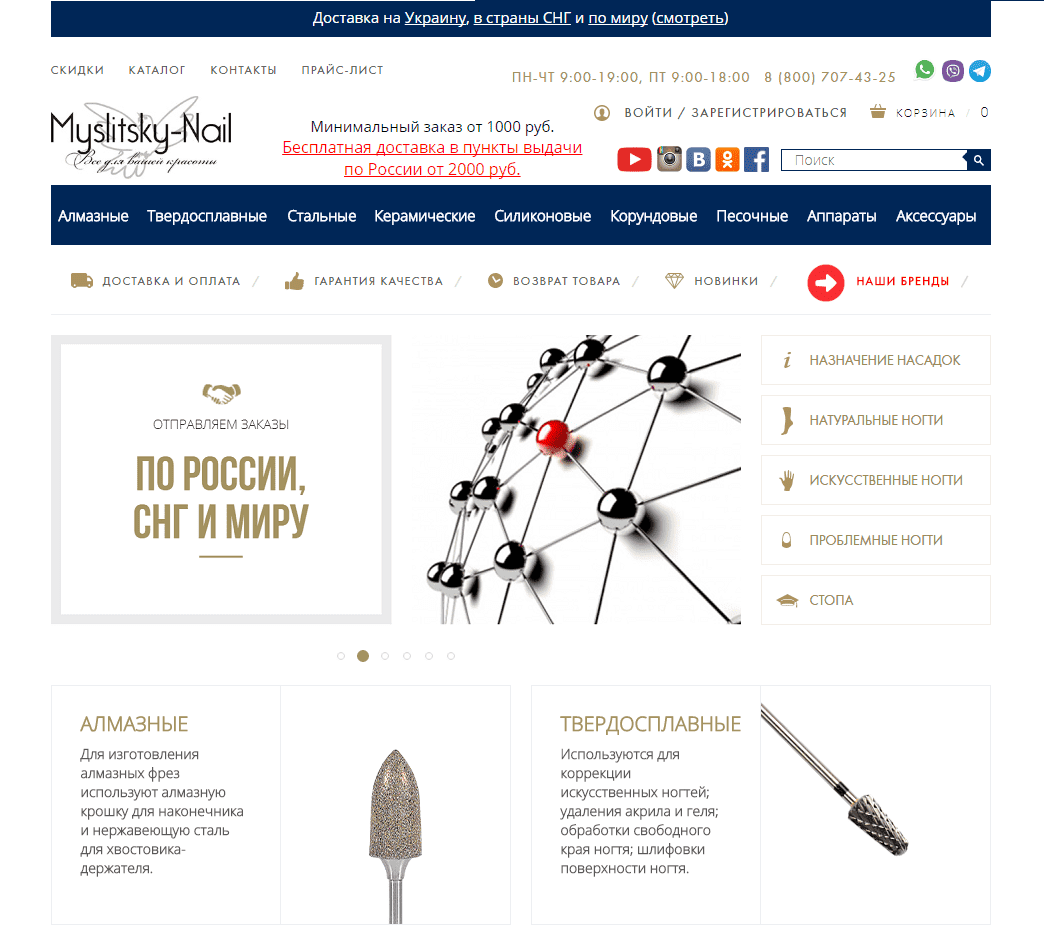 Доставка на Украину, в страны СНГ и по миру (смотреть)
СКИДКИ КАТАЛОГ КОНТАКТЫ ПРАЙС-ЛИСТ
ПН-ЧТ 9:00-19:00, ПТ 9:00-18:00 8 (800) 707-43-25
Myslitsky-Nail
Все для вашей красоты
Минимальный заказ от 1000 руб.
Бесплатная доставка в пункты выдачи
по России от 2000 руб.
ВОЙТИ / ЗАРЕГИСТРИРОВАТЬСЯ
КОРЗИНА / 0
Поиск
Алмазные Твердосплавные Стальные Керамические Силиконовые Корундовые Песочные Аппараты Аксессуары
ДОСТАВКА И ОПЛАТА / ГАРАНТИЯ КАЧЕСТВА / ВОЗВРАТ ТОВАРА / НОВИНКИ / НАШИ БРЕНДЫ /
ОТПРАВЛЯЕМ ЗАКАЗЫ
ПО РОССИИ,
СНГ И МИРУ
НАЗНАЧЕНИЕ НАСАДОК
НАТУРАЛЬНЫЕ НОГТИ
ИСКУССТВЕННЫЕ НОГТИ
ПРОБЛЕМНЫЕ НОГТИ
СТОПА
АЛМАЗНЫЕ
Для изготовления
алмазных фрез
используют алмазную
крошку для наконечника
и нержавеющую сталь
для хвостовика-
держателя.
ТВЕРДОСПЛАВНЫЕ
Используются для
коррекции
искусственных ногтей;
удаления акрила и геля;
обработки свободного
края ногтя; шлифовки
поверхности ногтя.